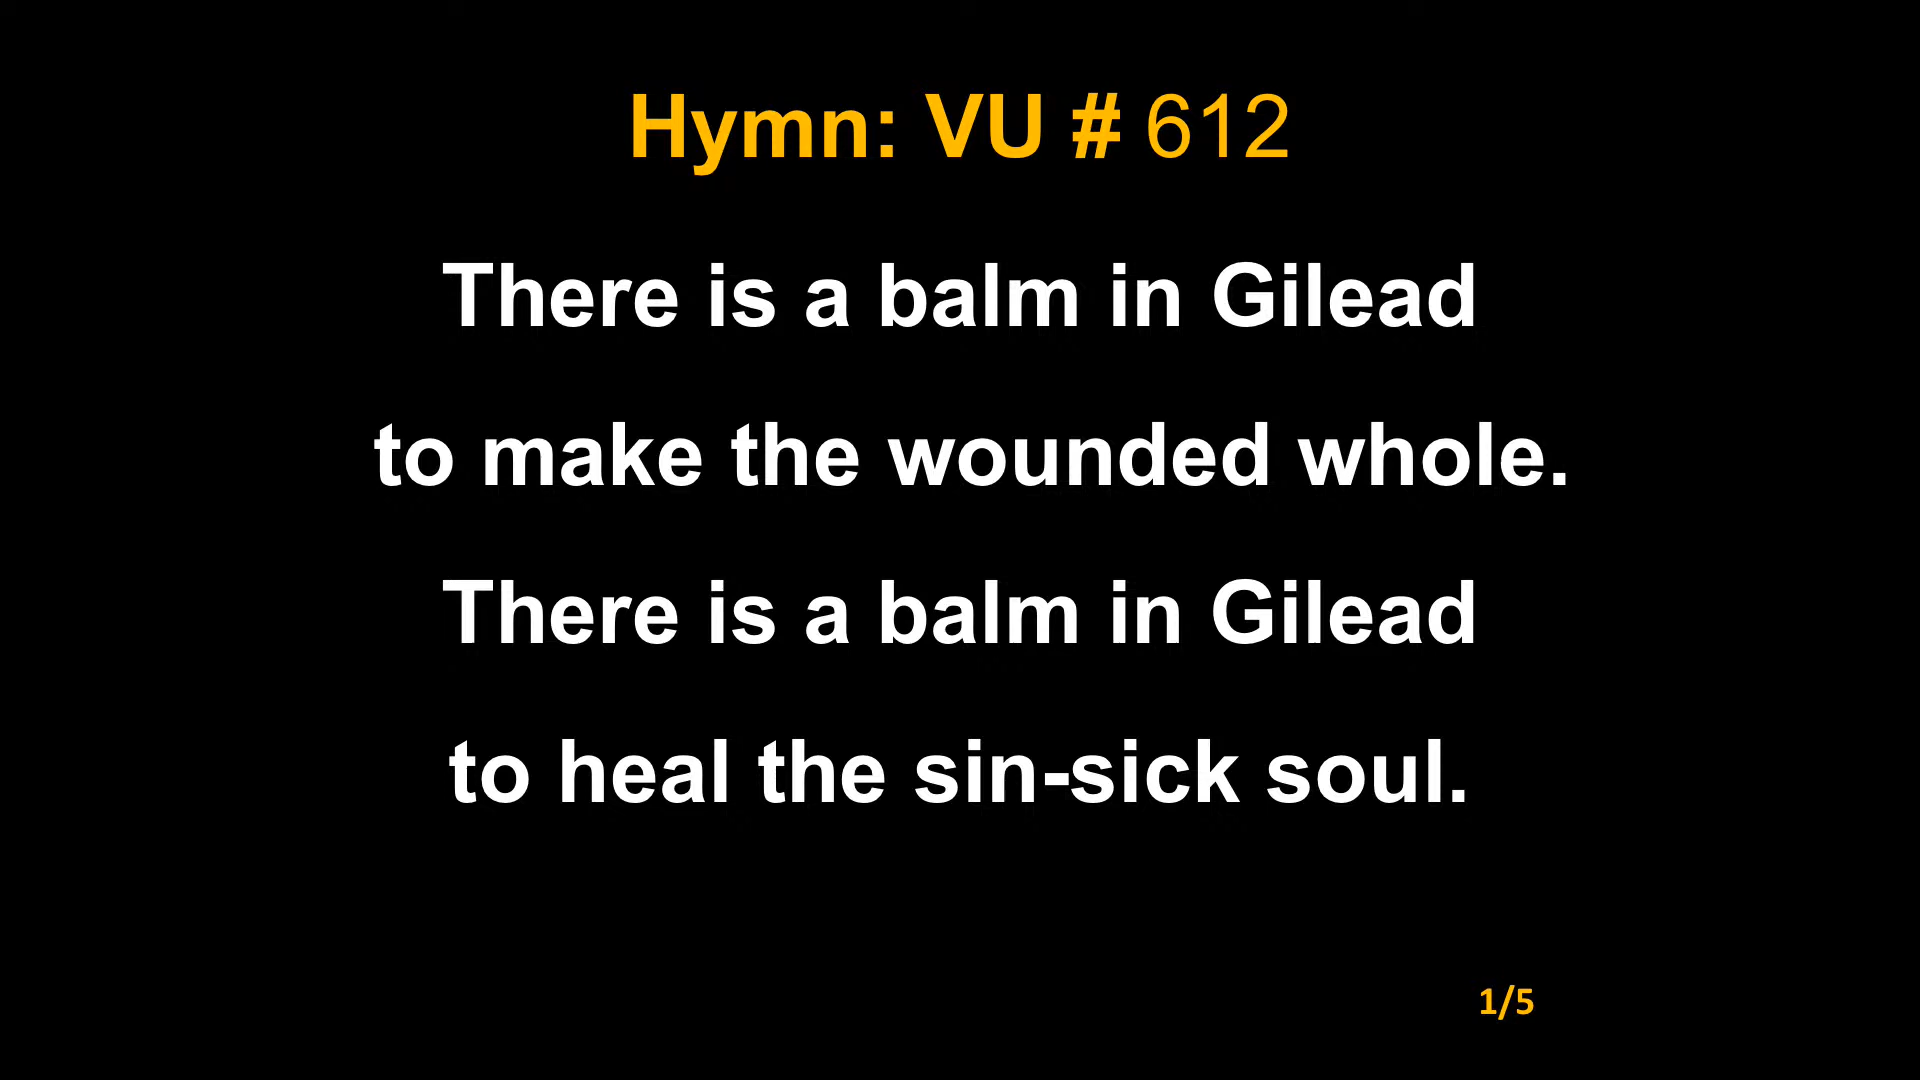 Hymn: VU # 612
There is a balm in Gilead
to make the wounded whole.
There is a balm in Gilead
to heal the sin-sick soul.
1/5